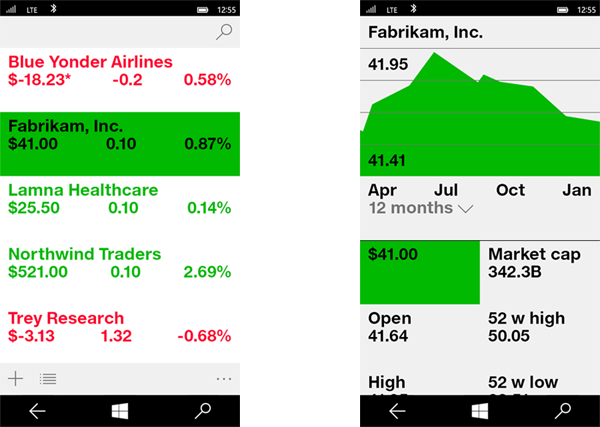 LTE 12:55
Blue Yonder Airlines
$-18.23* -0.2 0.58%
Fabrikam, Inc.
$41.00 0.10 0.87%
Lamna Healthcare
$25.50 0.10 0.14%
Northwind Traders
$521.00 0.10 2.69%
Trey Research
$-3.13 1.32 -0.68%
LTE 12:55
Fabrikam, Inc.
41.95
41.41
Apr Jul Oct Jan
12 months
$41.00 Market cap
342.3B
Open 52 w high
41.64 50.05
High 52 w low